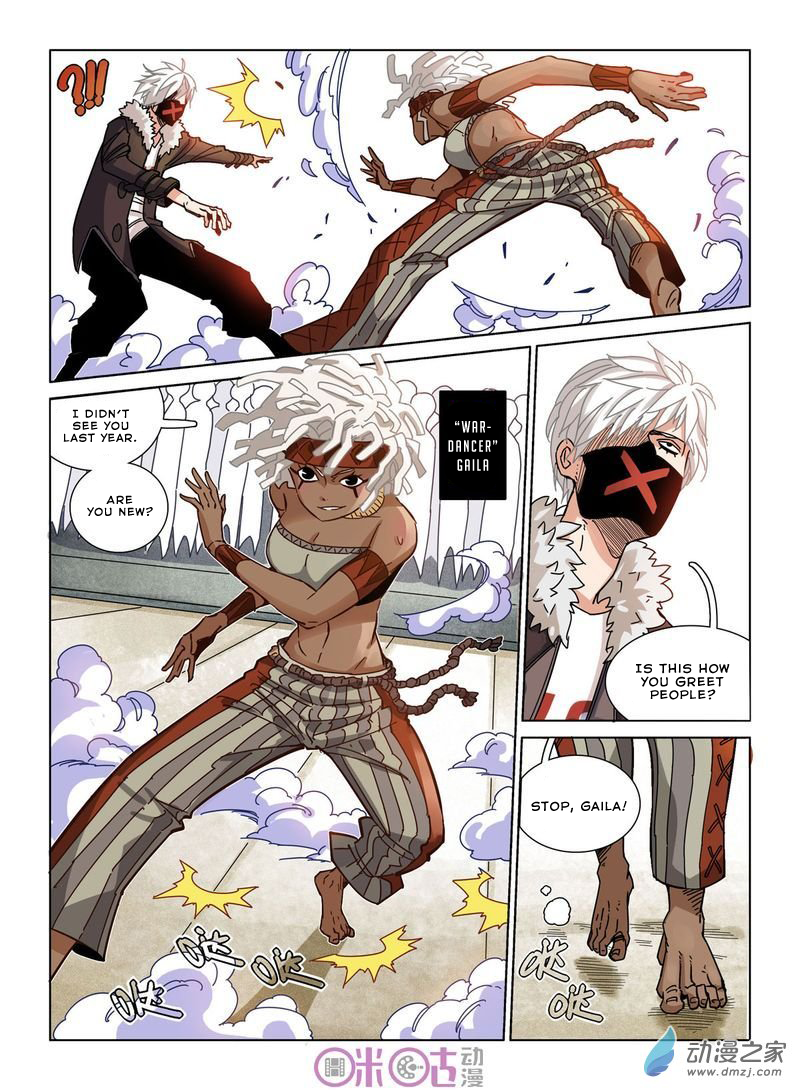 ?!!!
I DIDN'T
SEE YOU
LAST YEAR.
ARE
YOU NEW?
"WAR-
DANCER"
GAILA
IS THIS HOW
YOU GREET
PEOPLE?
STOP, GAILA!
咪咕动漫
动漫之家
www.dmzj.com